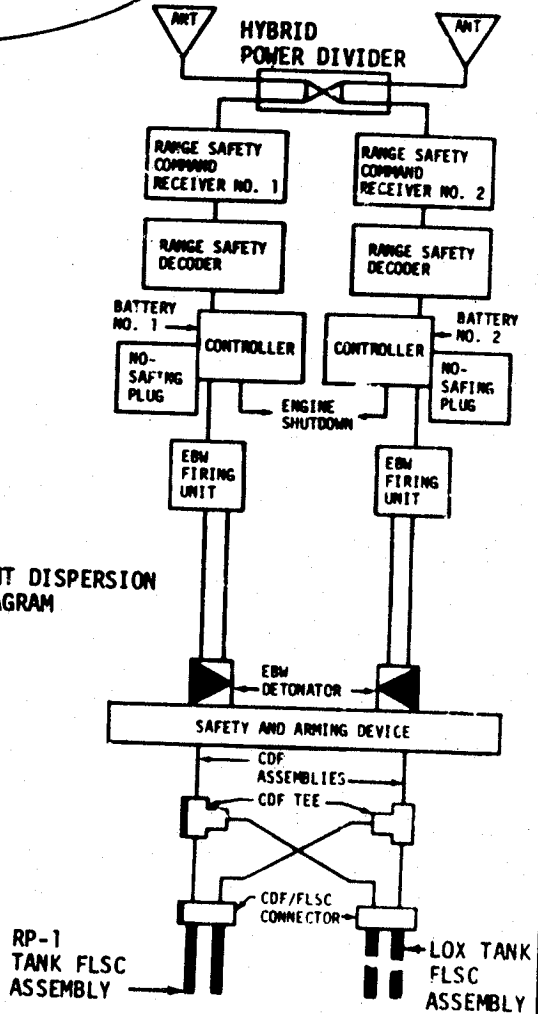 ANT
ANT
HYBRID
POWER DIVIDER
RANGE SAFETY
COMMAND
RECEIVER NO. 1
RANGE SAFETY
COMMAND
RECEIVER NO. 2
RANGE SAFETY
DECODER
RANGE SAFETY
DECODER
BATTERY
NO. 1
CONTROLLER
CONTROLLER
BATTERY
NO. 2
NO-
SAFING
PLUG
NO-
SAFING
PLUG
ENGINE
SHUTDOWN
EBW
FIRING
UNIT
EBW
FIRING
UNIT
NT DISPERSION
AGRAM
EBW
DETONATOR
SAFETY AND ARMING DEVICE
CDF
ASSEMBLIES
CDF TEE
CDF/FLSC
CONNECTOR
RP-1
TANK FLSC
ASSEMBLY
LOX TANK
FLSC
ASSEMBLY